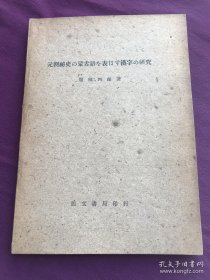 元朝秘史の蒙古語を表はす漢字の研究
服部四郎著
龍文書局印行
孔夫子旧书网